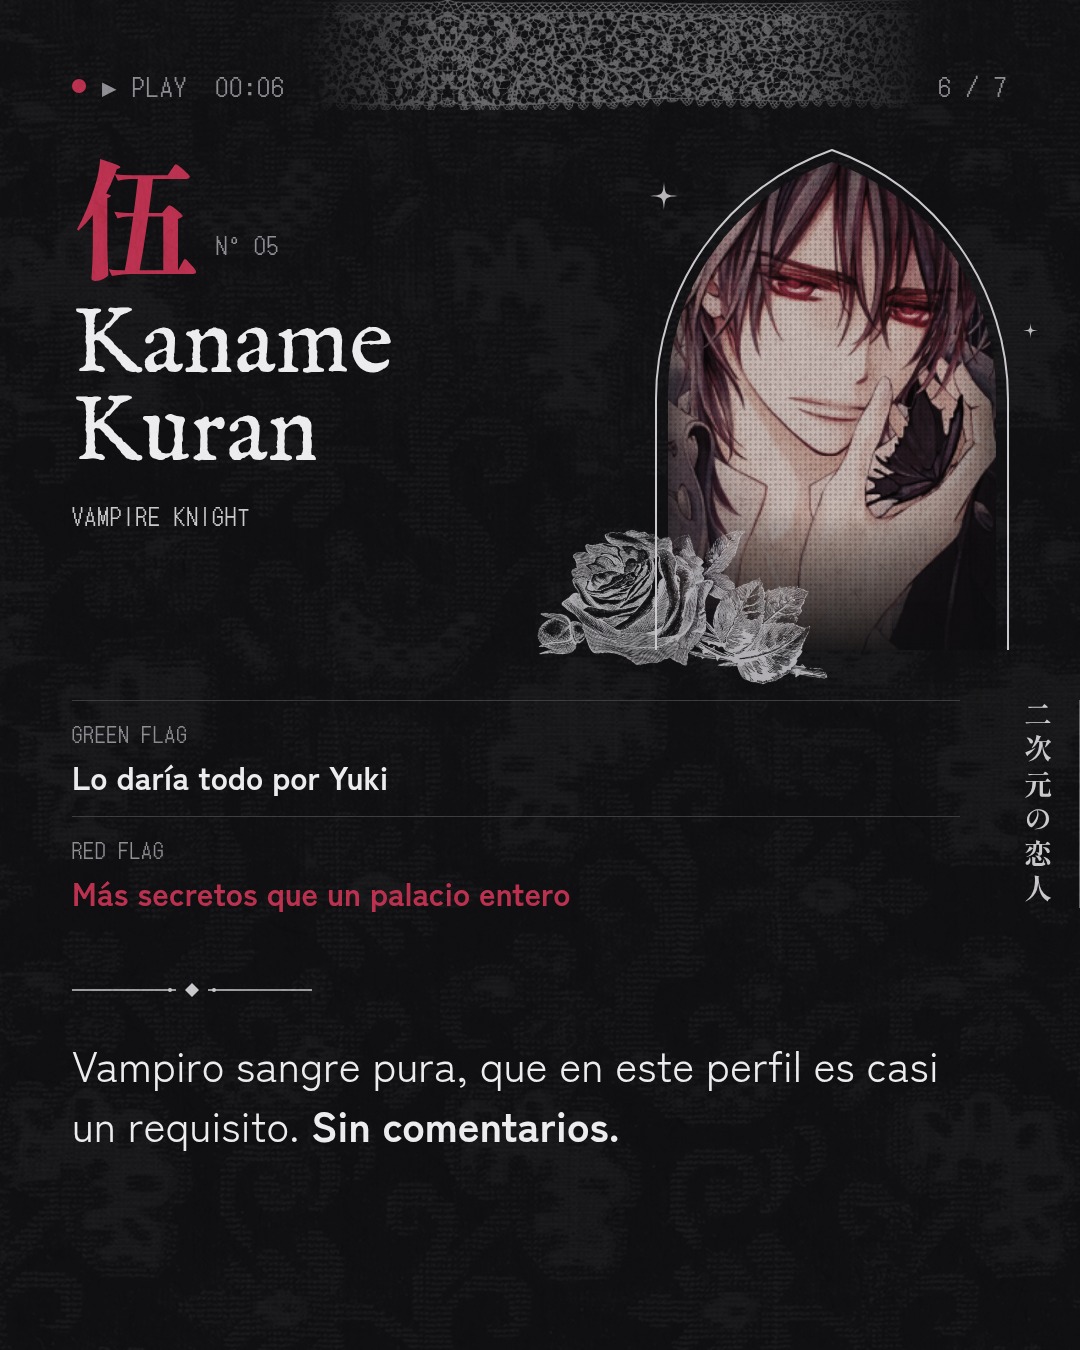 ▶ PLAY 00:06
6 / 7
伍
Nº 05
Kaname
Kuran
VAMPIRE KNIGHT
GREEN FLAG
Lo daría todo por Yuki
RED FLAG
Más secretos que un palacio entero
二次元の恋人
Vampiro sangre pura, que en este perfil es casi
un requisito. Sin comentarios.